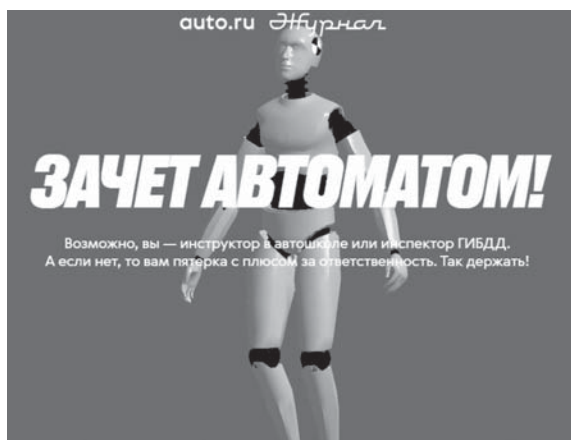 auto.ru Журнал
ЗАЧЕТ АВТОМАТОМ!
Возможно, вы — инструктор в автошколе или инспектор ГИБДД.
А если нет, то вам пятерка с плюсом за ответственность. Так держать!